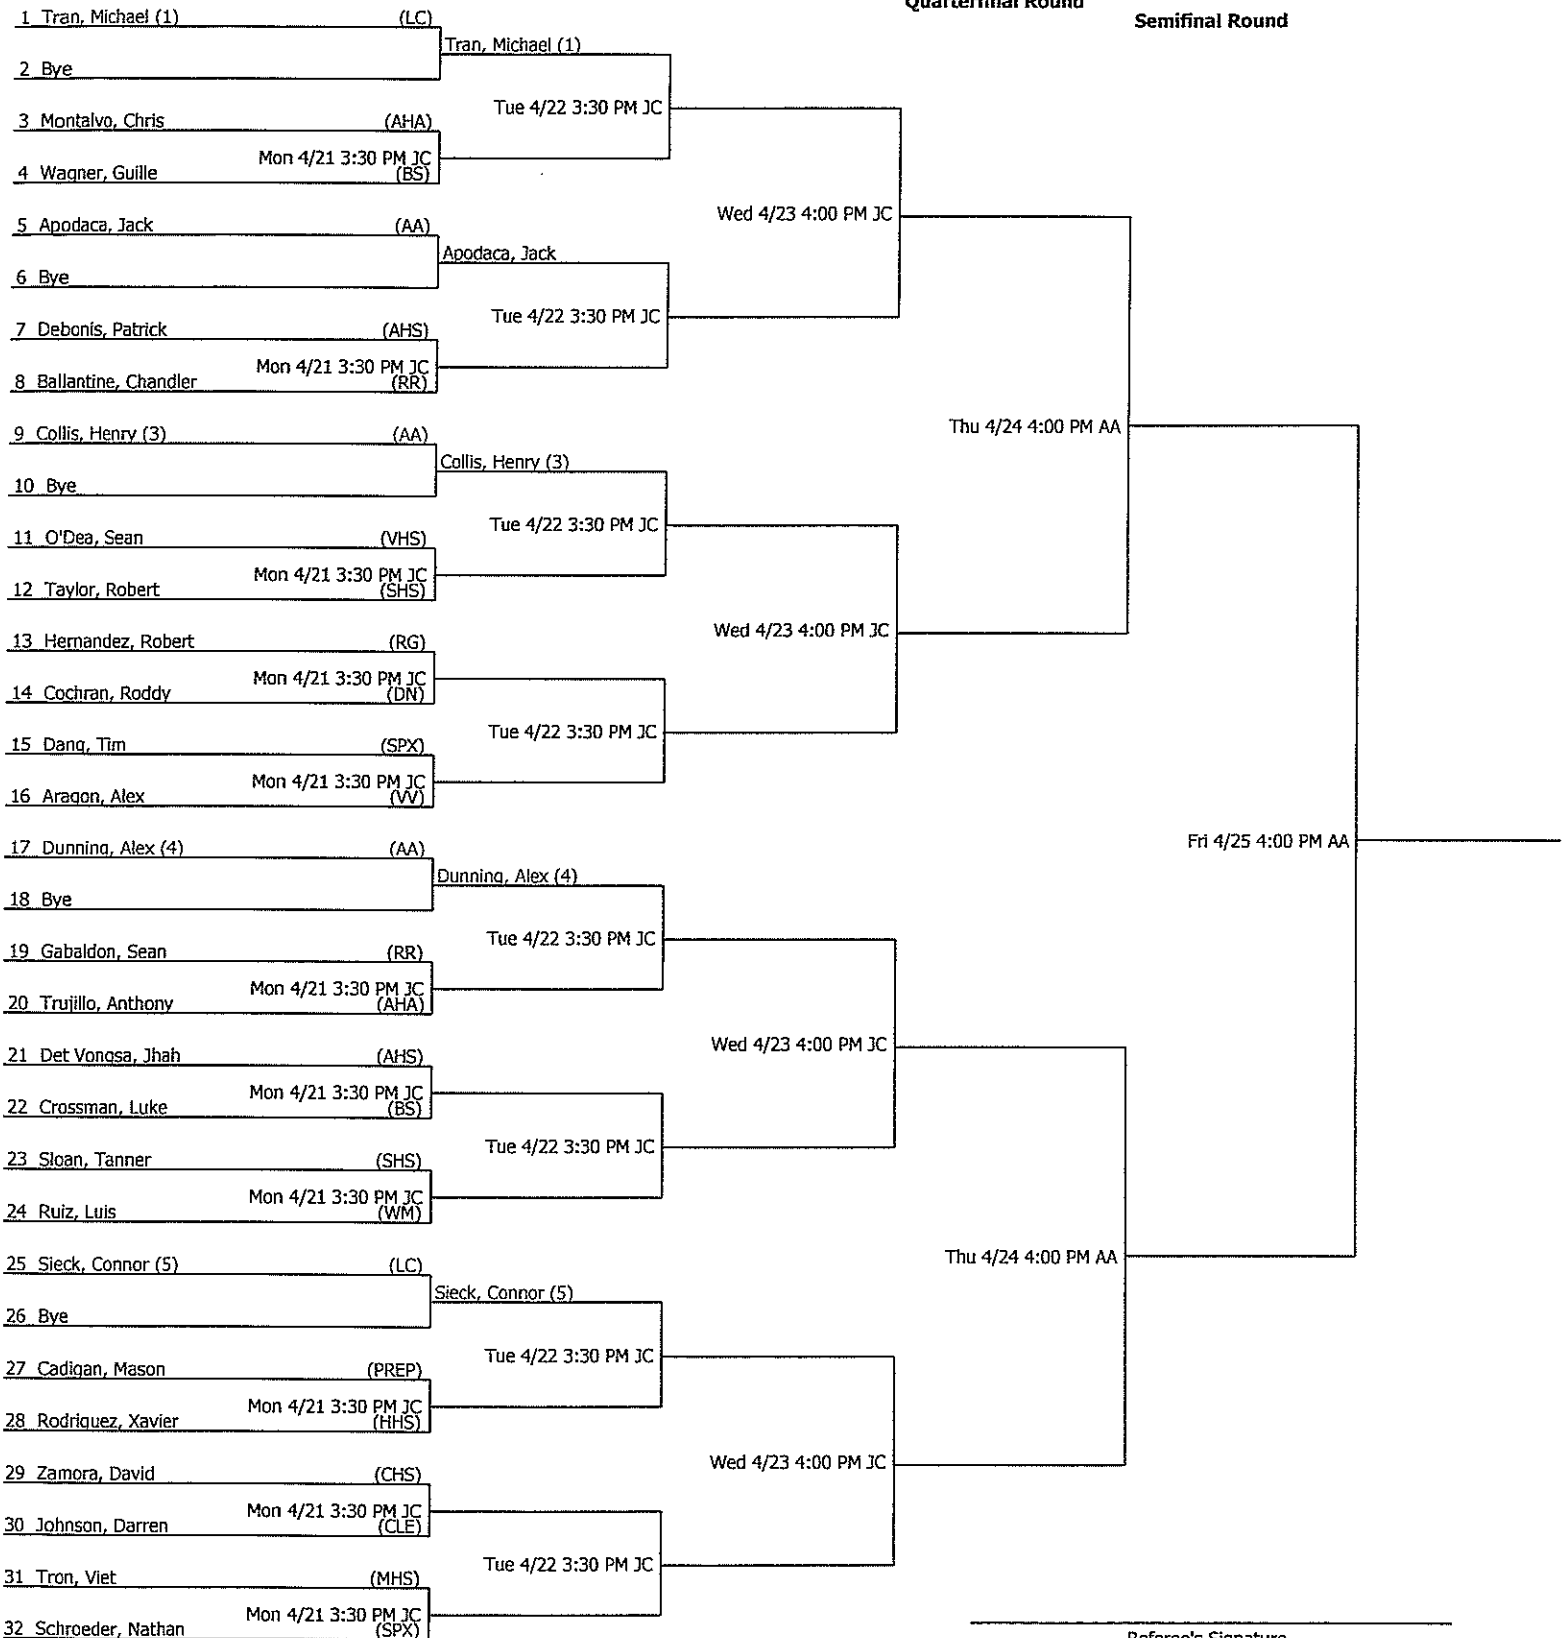 Quarterfinal Round
Semifinal Round
1 Tran, Michael (1) (LC)
Tran, Michael (1)
2 Bye
Tue 4/22 3:30 PM JC
3 Montalvo, Chris (AHA)
Mon 4/21 3:30 PM JC
4 Wagner, Guille (BS)
Wed 4/23 4:00 PM JC
5 Apodaca, Jack (AA)
Apodaca, Jack
6 Bye
Tue 4/22 3:30 PM JC
7 Debonis, Patrick (AHS)
Mon 4/21 3:30 PM JC
8 Ballantine, Chandler (RR)
Thu 4/24 4:00 PM AA
9 Collis, Henry (3) (AA)
Collis, Henry (3)
10 Bye
Tue 4/22 3:30 PM JC
11 O'Dea, Sean (VHS)
Mon 4/21 3:30 PM JC
12 Taylor, Robert (SHS)
Wed 4/23 4:00 PM JC
13 Hernandez, Robert (RG)
Mon 4/21 3:30 PM JC
14 Cochran, Roddy (DN)
Tue 4/22 3:30 PM JC
15 Dang, Tim (SPX)
Mon 4/21 3:30 PM JC
16 Aragon, Alex (VV)
Fri 4/25 4:00 PM AA
17 Dunning, Alex (4) (AA)
Dunning, Alex (4)
18 Bye
Tue 4/22 3:30 PM JC
19 Gabaldon, Sean (RR)
Mon 4/21 3:30 PM JC
20 Trujillo, Anthony (AHA)
Wed 4/23 4:00 PM JC
21 Det Vongsa, Jhah (AHS)
Mon 4/21 3:30 PM JC
22 Crossman, Luke (BS)
Tue 4/22 3:30 PM JC
23 Sloan, Tanner (SHS)
Mon 4/21 3:30 PM JC
24 Ruiz, Luis (WM)
Thu 4/24 4:00 PM AA
25 Sieck, Connor (5) (LC)
Sieck, Connor (5)
26 Bye
Tue 4/22 3:30 PM JC
27 Cadigan, Mason (PREP)
Mon 4/21 3:30 PM JC
28 Rodriguez, Xavier (HHS)
Wed 4/23 4:00 PM JC
29 Zamora, David (CHS)
Mon 4/21 3:30 PM JC
30 Johnson, Darren (CLE)
Tue 4/22 3:30 PM JC
31 Tron, Viet (MHS)
Mon 4/21 3:30 PM JC
32 Schroeder, Nathan (SPX)
Referee's Signature